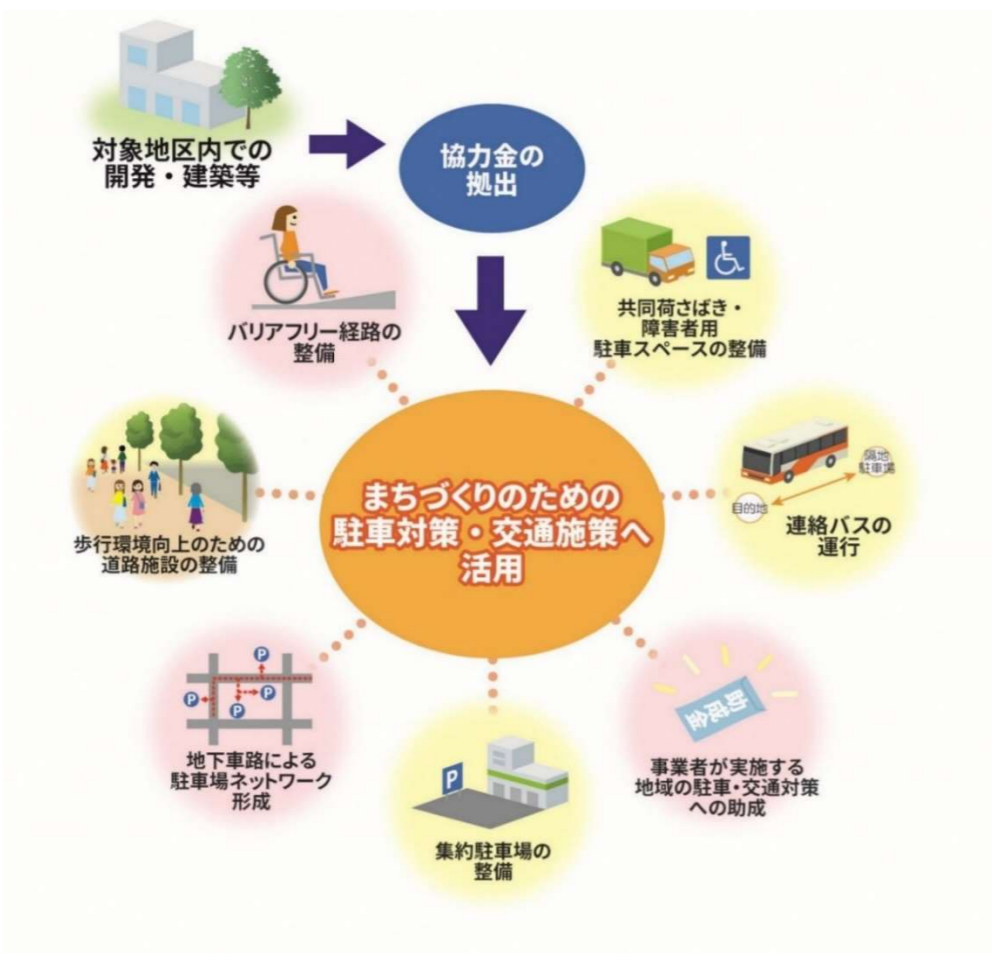 対象地区内での
開発・建築等
協力金の
拠出
バリアフリー経路の
整備
共同荷さばき・
障害者用
駐車スペースの整備
まちづくりのための
駐車対策・交通施策へ
活用
歩行環境向上のための
道路施設の整備
隔地
駐車場
目的地
連絡バスの
運行
P
P
P
P
地下車路による
駐車場ネットワーク
形成
P
集約駐車場の
整備
助成金
事業者が実施する
地域の駐車・交通対策
への助成